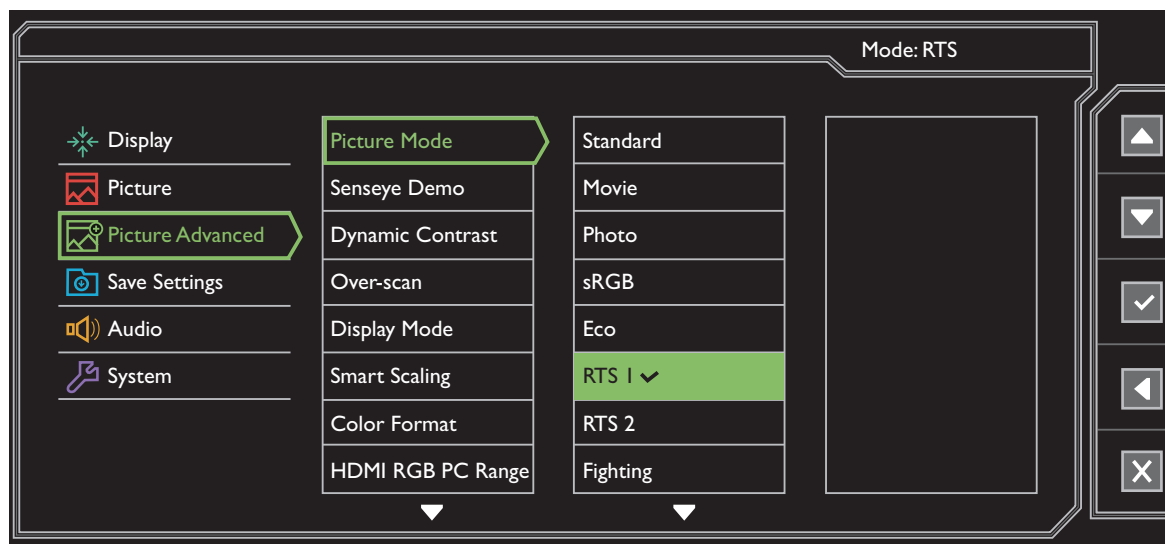 Mode: RTS
Display
Picture
Picture Advanced
Save Settings
Audio
System
Picture Mode
Senseye Demo
Dynamic Contrast
Over-scan
Display Mode
Smart Scaling
Color Format
HDMI RGB PC Range
Standard
Movie
Photo
sRGB
Eco
RTS 1
RTS 2
Fighting